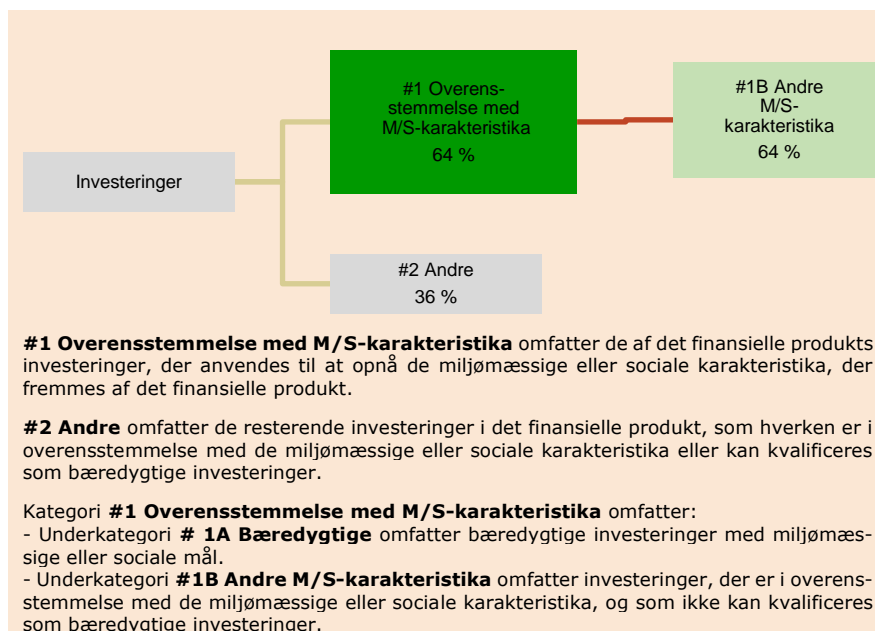 #1 Overens-
stemmelse med
M/S-karakteristika
64 %
#1B Andre
M/S-
karakteristika
64 %
Investeringer
#2 Andre
36 %
#1 Overensstemmelse med M/S-karakteristika omfatter de af det finansielle produkts
investeringer, der anvendes til at opnå de miljømæssige eller sociale karakteristika, der
fremmes af det finansielle produkt.
#2 Andre omfatter de resterende investeringer i det finansielle produkt, som hverken er i
overensstemmelse med de miljømæssige eller sociale karakteristika eller kan kvalificeres
som bæredygtige investeringer.
Kategori #1 Overensstemmelse med M/S-karakteristika omfatter:
- Underkategori # 1A Bæredygtige omfatter bæredygtige investeringer med miljømæs-
sige eller sociale mål.
- Underkategori #1B Andre M/S-karakteristika omfatter investeringer, der er i overens-
stemmelse med de miljømæssige eller sociale karakteristika, og som ikke kan kvalificeres
som bæredygtige investeringer.